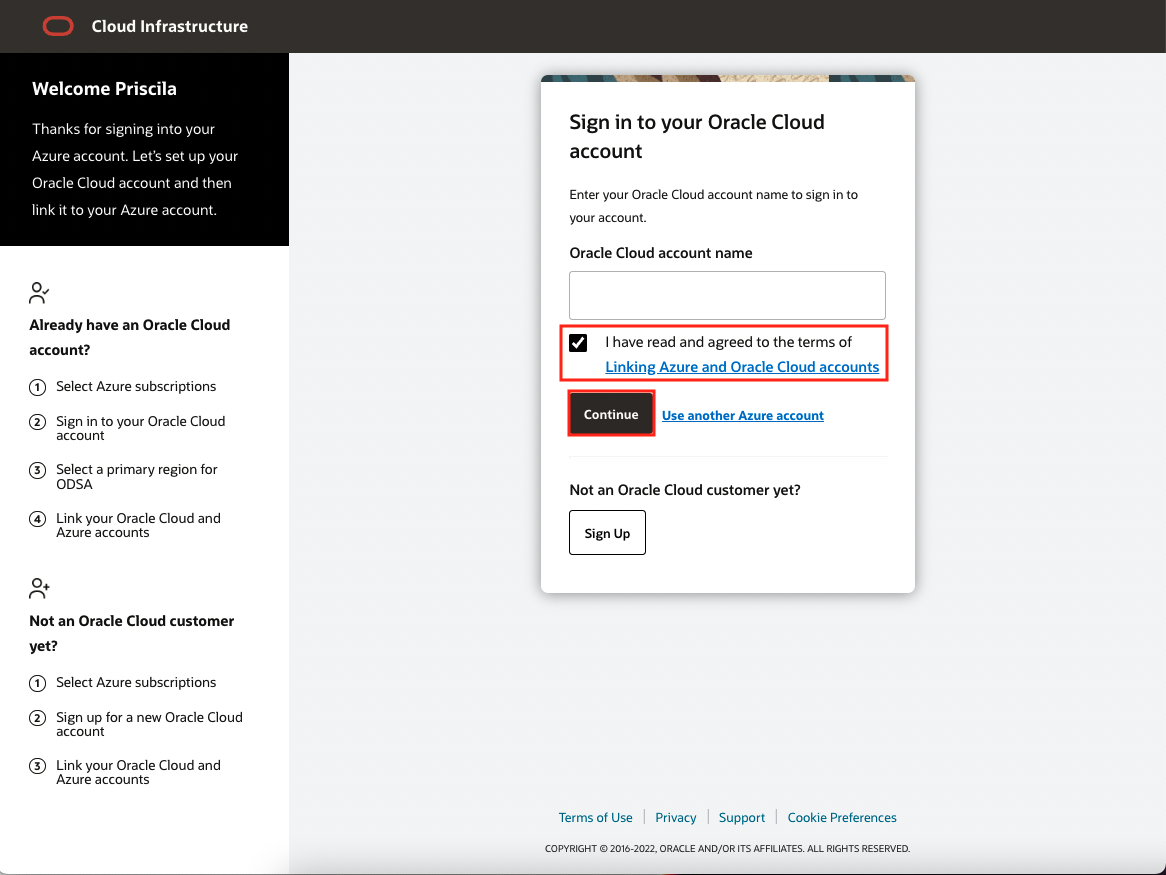 Cloud Infrastructure
Welcome Priscila
Thanks for signing into your
Azure account. Let's set up your
Oracle Cloud account and then
link it to your Azure account.
Already have an Oracle Cloud
account?
1 Select Azure subscriptions
2 Sign in to your Oracle Cloud
account
3 Select a primary region for
ODSA
4 Link your Oracle Cloud and
Azure accounts
Not an Oracle Cloud customer
yet?
1 Select Azure subscriptions
2 Sign up for a new Oracle Cloud
account
3 Link your Oracle Cloud and
Azure accounts
Sign in to your Oracle Cloud
account
Enter your Oracle Cloud account name to sign in to
your account.
Oracle Cloud account name
I have read and agreed to the terms of
Linking Azure and Oracle Cloud accounts
Continue Use another Azure account
Not an Oracle Cloud customer yet?
Sign Up
Terms of Use | Privacy | Support | Cookie Preferences
COPYRIGHT © 2016-2022, ORACLE AND/OR ITS AFFILIATES. ALL RIGHTS RESERVED.